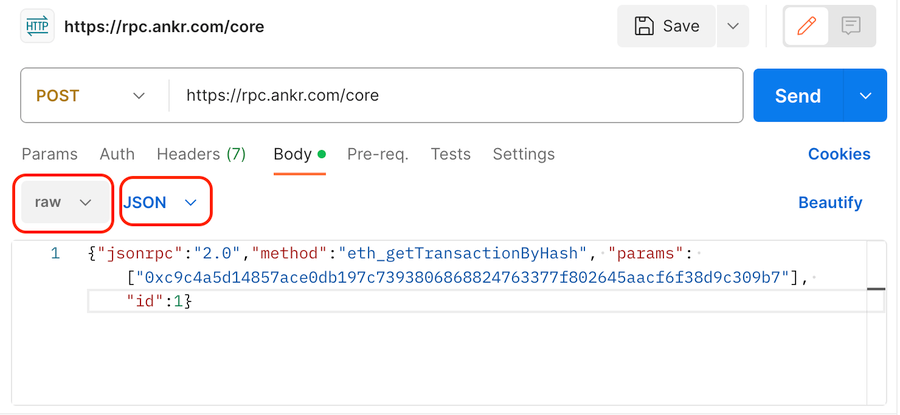 HTTP https://rpc.ankr.com/core Save
POST https://rpc.ankr.com/core Send
Params Auth Headers (7) Body Pre-req. Tests Settings Cookies
raw JSON Beautify
1 {"jsonrpc":"2.0","method":"eth_getTransactionByHash", "params":
["0xc9c4a5d14857ace0db197c7393806868824763377f802645aacf6f38d9c309b7"],
"id":1}